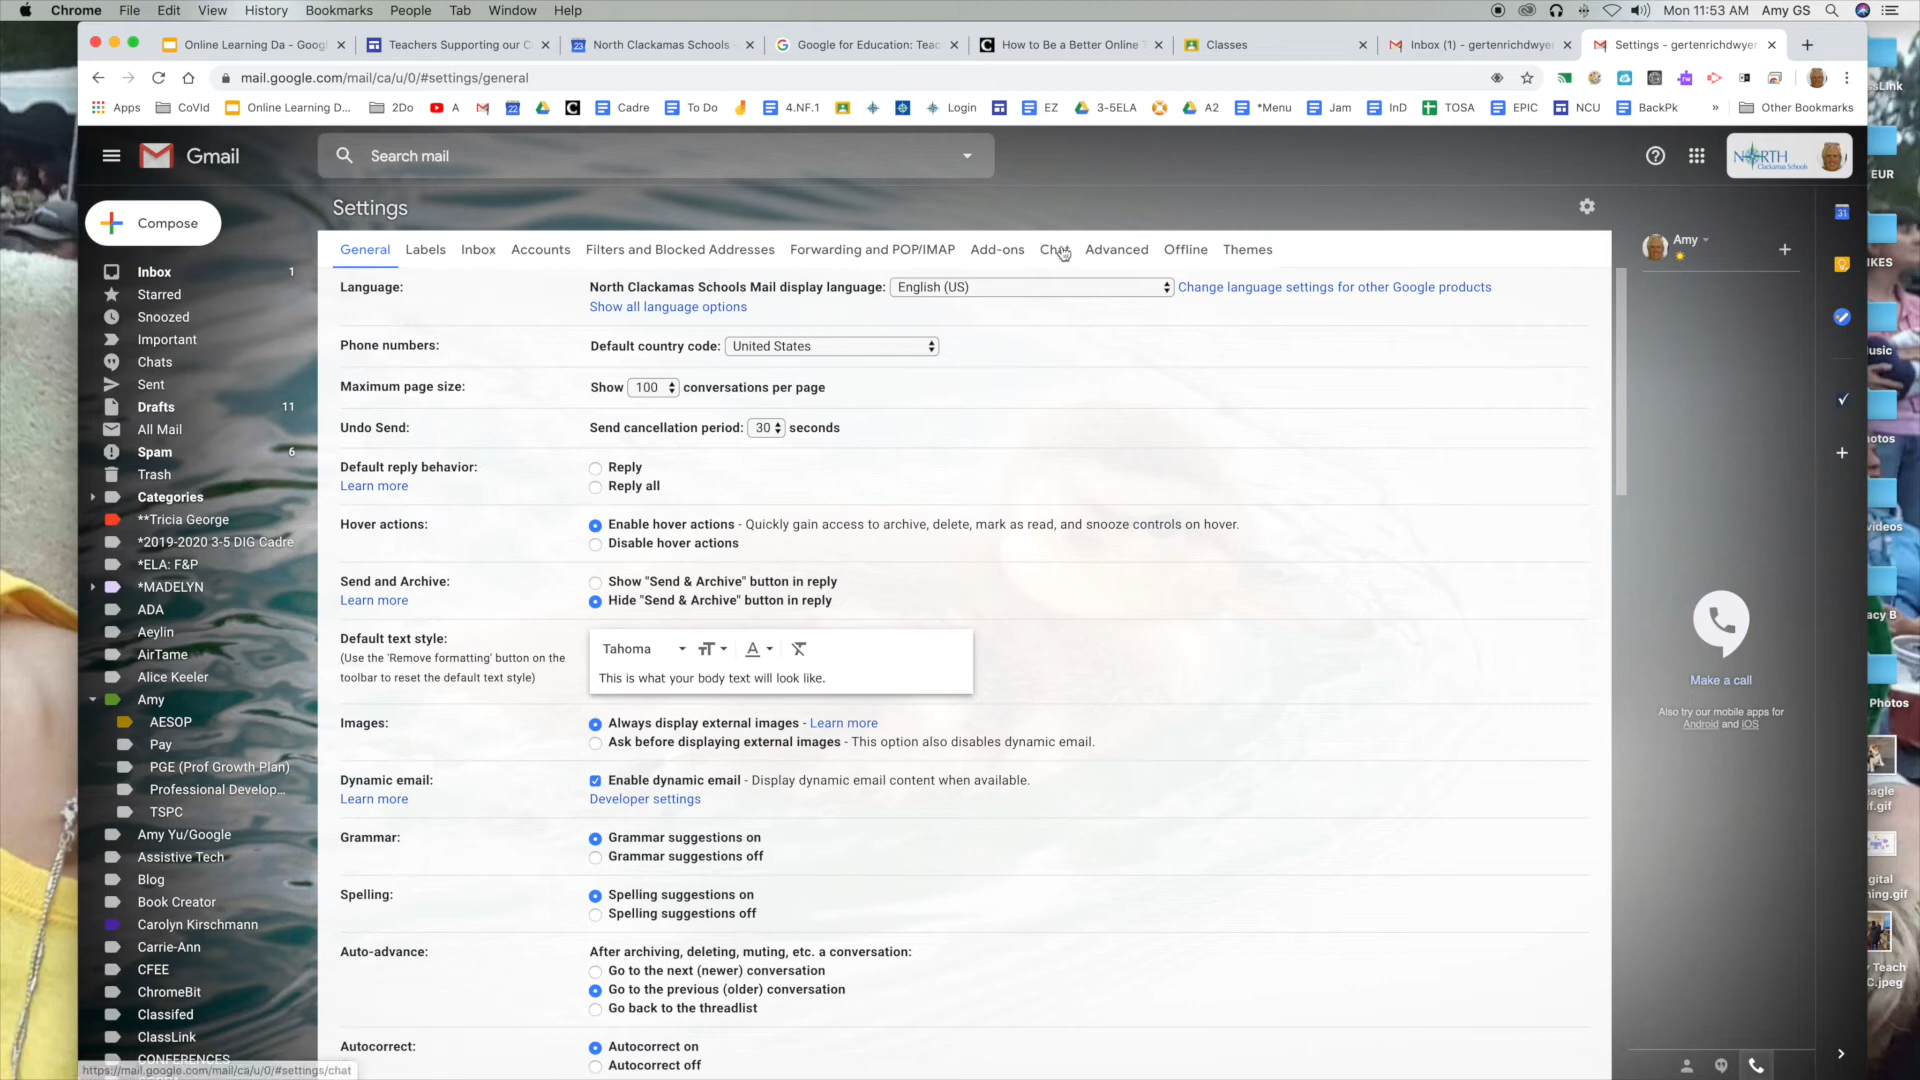 Chrome File Edit View History Bookmarks People Tab Window Help Mon 11:53 AM Amy GS
Online Learning Da - Googl Teachers Supporting our C North Clackamas Schools - Google for Education: Teac How to Be a Better Online T Classes Inbox (1) - gertenrichdwyer Settings - gertenrichdwyer
mail.google.com/mail/ca/u/0/#settings/general
Apps CoVId Online Learning D... 2Do A Cadre To Do 4.NF.1 Login EZ 3-5ELA A2 *Menu Jam InD TOSA EPIC NCU BackPk » Other Bookmarks
Gmail Search mail NORTH Clackamas Schools
Compose
Settings
General Labels Inbox Accounts Filters and Blocked Addresses Forwarding and POP/IMAP Add-ons Chat Advanced Offline Themes
Inbox 1
Starred
Snoozed
Important
Chats
Sent
Drafts 11
All Mail
Spam 6
Trash
Categories
**Tricia George
*2019-2020 3-5 DIG Cadre
*ELA: F&P
*MADELYN
ADA
Aeylin
AirTame
Alice Keeler
Amy
AESOP
Pay
PGE (Prof Growth Plan)
Professional Develop...
TSPC
Amy Yu/Google
Assistive Tech
Blog
Book Creator
Carolyn Kirschmann
Carrie-Ann
CFEE
ChromeBit
Classifed
ClassLink
CONFERENCES
https://mail.google.com/mail/ca/u/0/#settings/chat
Language: North Clackamas Schools Mail display language: English (US) Change language settings for other Google products
Show all language options
Phone numbers: Default country code: United States
Maximum page size: Show 100 conversations per page
Undo Send: Send cancellation period: 30 seconds
Default reply behavior: Reply
Learn more Reply all
Hover actions: Enable hover actions - Quickly gain access to archive, delete, mark as read, and snooze controls on hover.
Disable hover actions
Send and Archive: Show "Send & Archive" button in reply
Learn more Hide "Send & Archive" button in reply
Default text style:
(Use the 'Remove formatting' button on the
toolbar to reset the default text style)
Tahoma
This is what your body text will look like.
Images: Always display external images - Learn more
Ask before displaying external images - This option also disables dynamic email.
Dynamic email: Enable dynamic email - Display dynamic email content when available.
Learn more Developer settings
Grammar: Grammar suggestions on
Grammar suggestions off
Spelling: Spelling suggestions on
Spelling suggestions off
Auto-advance: After archiving, deleting, muting, etc. a conversation:
Go to the next (newer) conversation
Go to the previous (older) conversation
Go back to the threadlist
Autocorrect: Autocorrect on
Autocorrect off
Amy
Make a call
Also try our mobile apps for
Android and iOS
ssLink
EUR
IKES
usic
otos
videos
acy B
Photos
eagle
if.gif
gital
ning.gif
Teach
C.jpeg